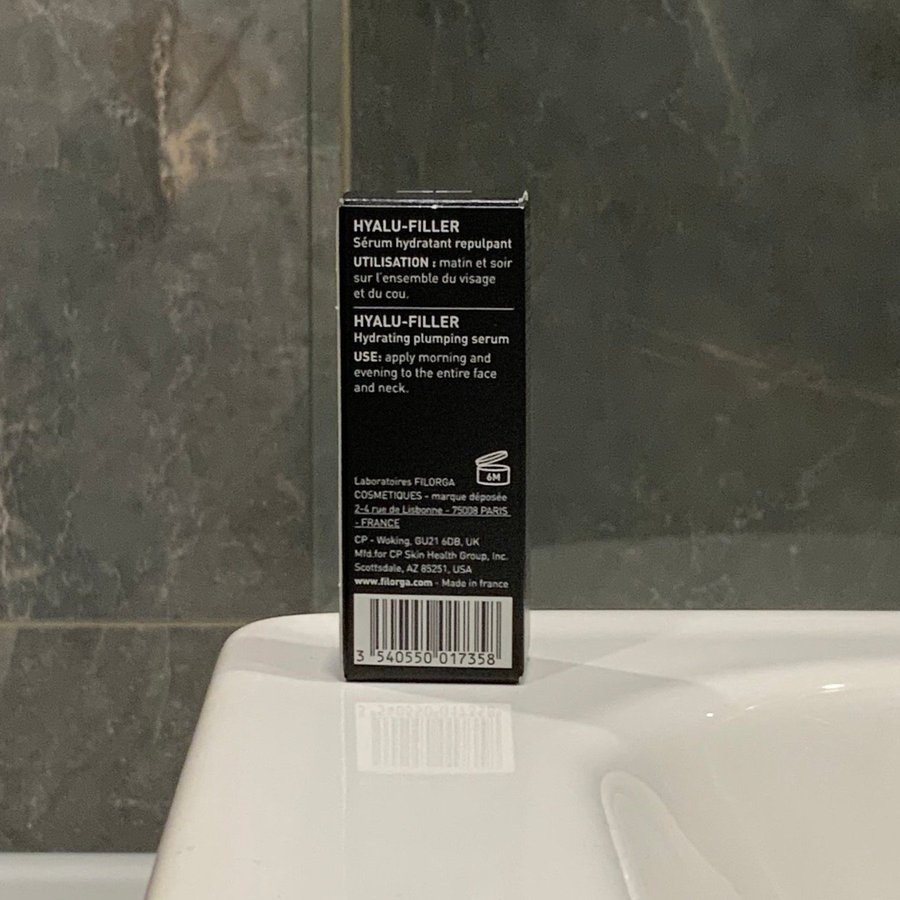 HYALU-FILLER
Sérum hydratant repulpant
UTILISATION : matin et soir
sur l'ensemble du visage
et du cou.
HYALU-FILLER
Hydrating plumping serum
USE: apply morning and
evening to the entire face
and neck.
6M
Laboratoires FILORGA
COSMETIQUES - marque déposée
2-4 rue de Lisbonne - 75008 PARIS
- FRANCE
CP - Woking, GU21 6DB, UK
Mfd.for CP Skin Health Group, Inc.
Scottsdale, AZ 85251, USA
www.filorga.com - Made in france
3 540550 017358